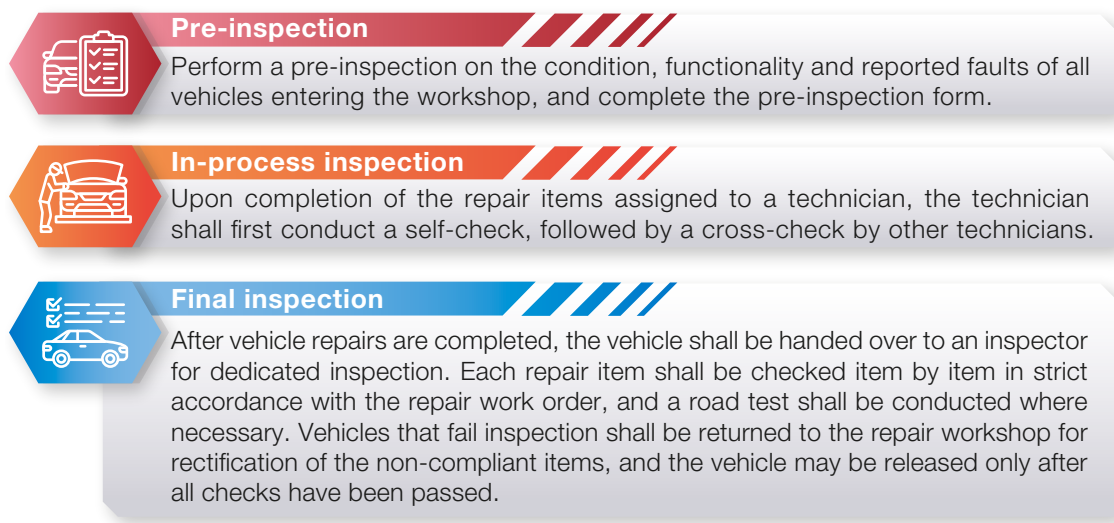 Pre-inspection
Perform a pre-inspection on the condition, functionality and reported faults of all
vehicles entering the workshop, and complete the pre-inspection form.
In-process inspection
Upon completion of the repair items assigned to a technician, the technician
shall first conduct a self-check, followed by a cross-check by other technicians.
Final inspection
After vehicle repairs are completed, the vehicle shall be handed over to an inspector
for dedicated inspection. Each repair item shall be checked item by item in strict
accordance with the repair work order, and a road test shall be conducted where
necessary. Vehicles that fail inspection shall be returned to the repair workshop for
rectification of the non-compliant items, and the vehicle may be released only after
all checks have been passed.